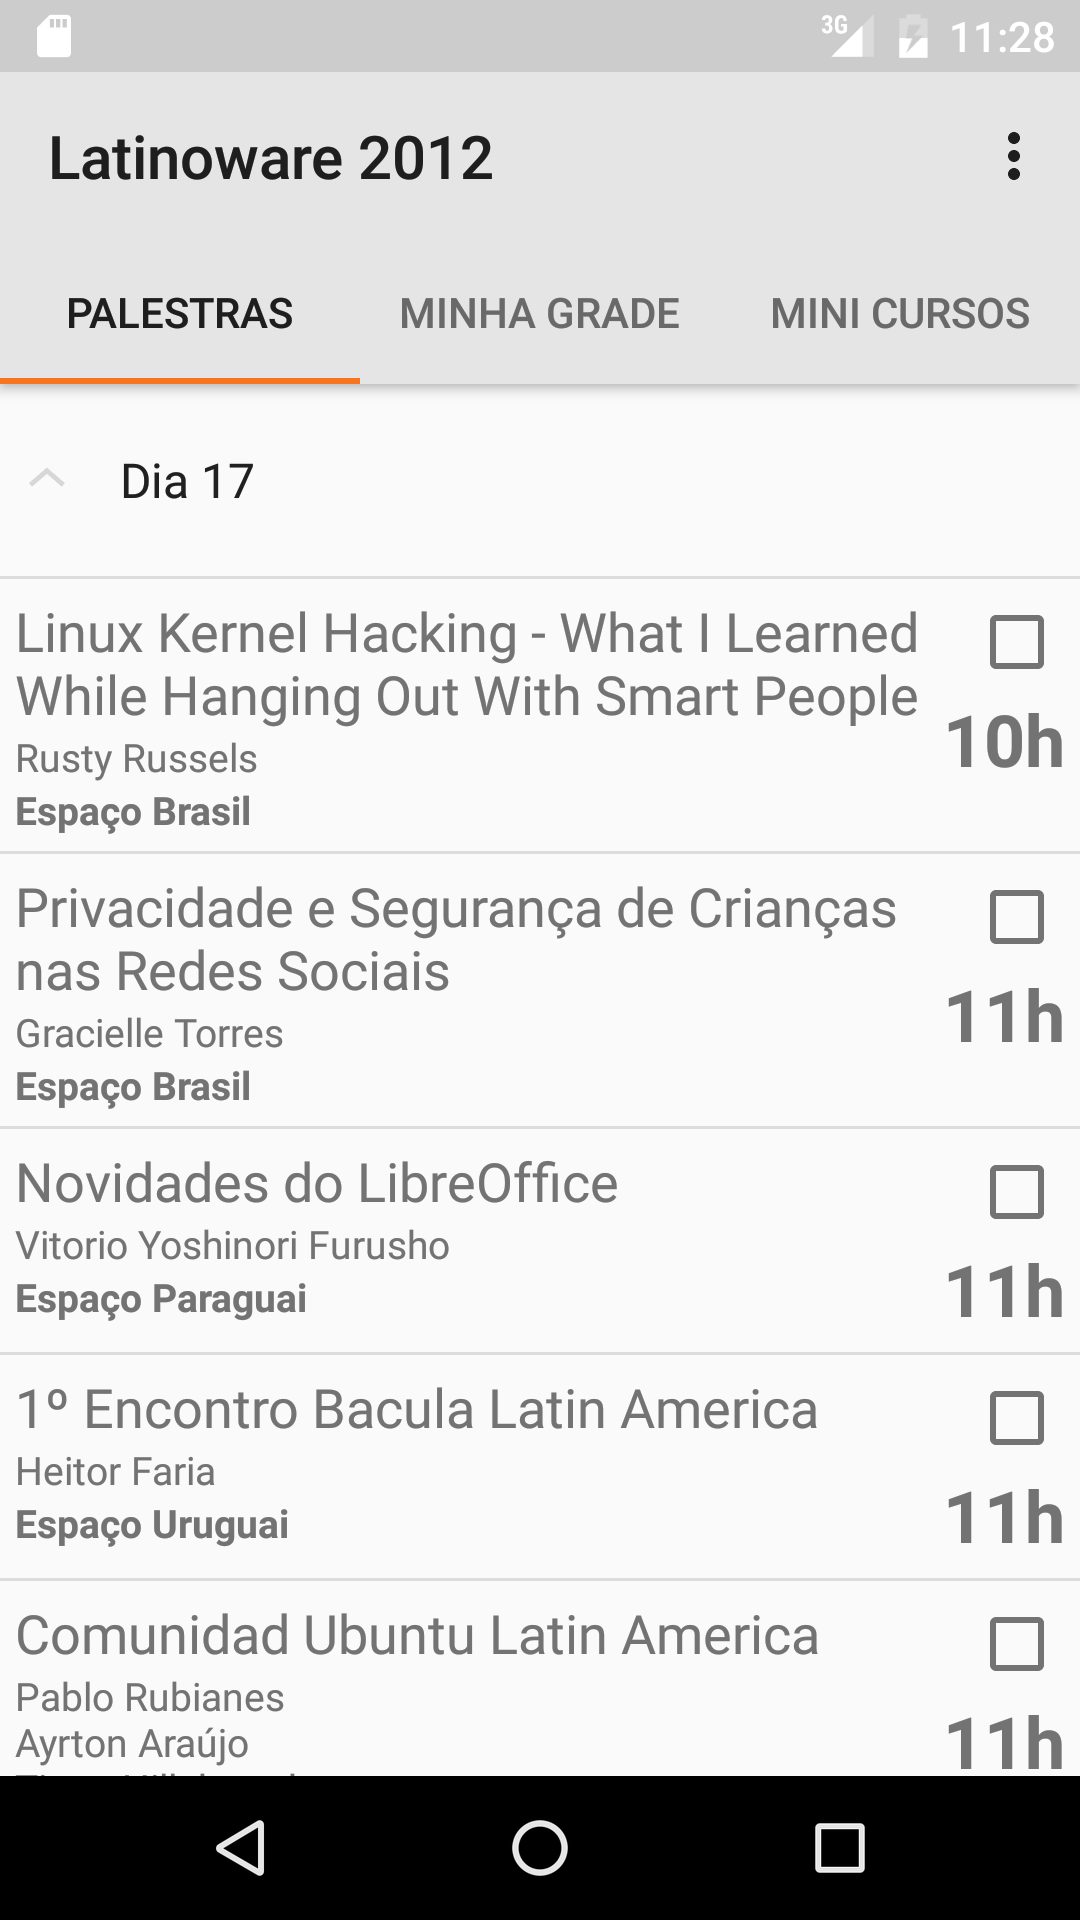 3G 11:28
Latinoware 2012
PALESTRAS MINHA GRADE MINI CURSOS
Dia 17
Linux Kernel Hacking - What I Learned
While Hanging Out With Smart People
10h
Rusty Russels
Espaço Brasil
Privacidade e Segurança de Crianças
nas Redes Sociais
11h
Gracielle Torres
Espaço Brasil
Novidades do LibreOffice
Vitorio Yoshinori Furusho
11h
Espaço Paraguai
1º Encontro Bacula Latin America
Heitor Faria
11h
Espaço Uruguai
Comunidad Ubuntu Latin America
Pablo Rubianes
11h
Ayrton Araújo